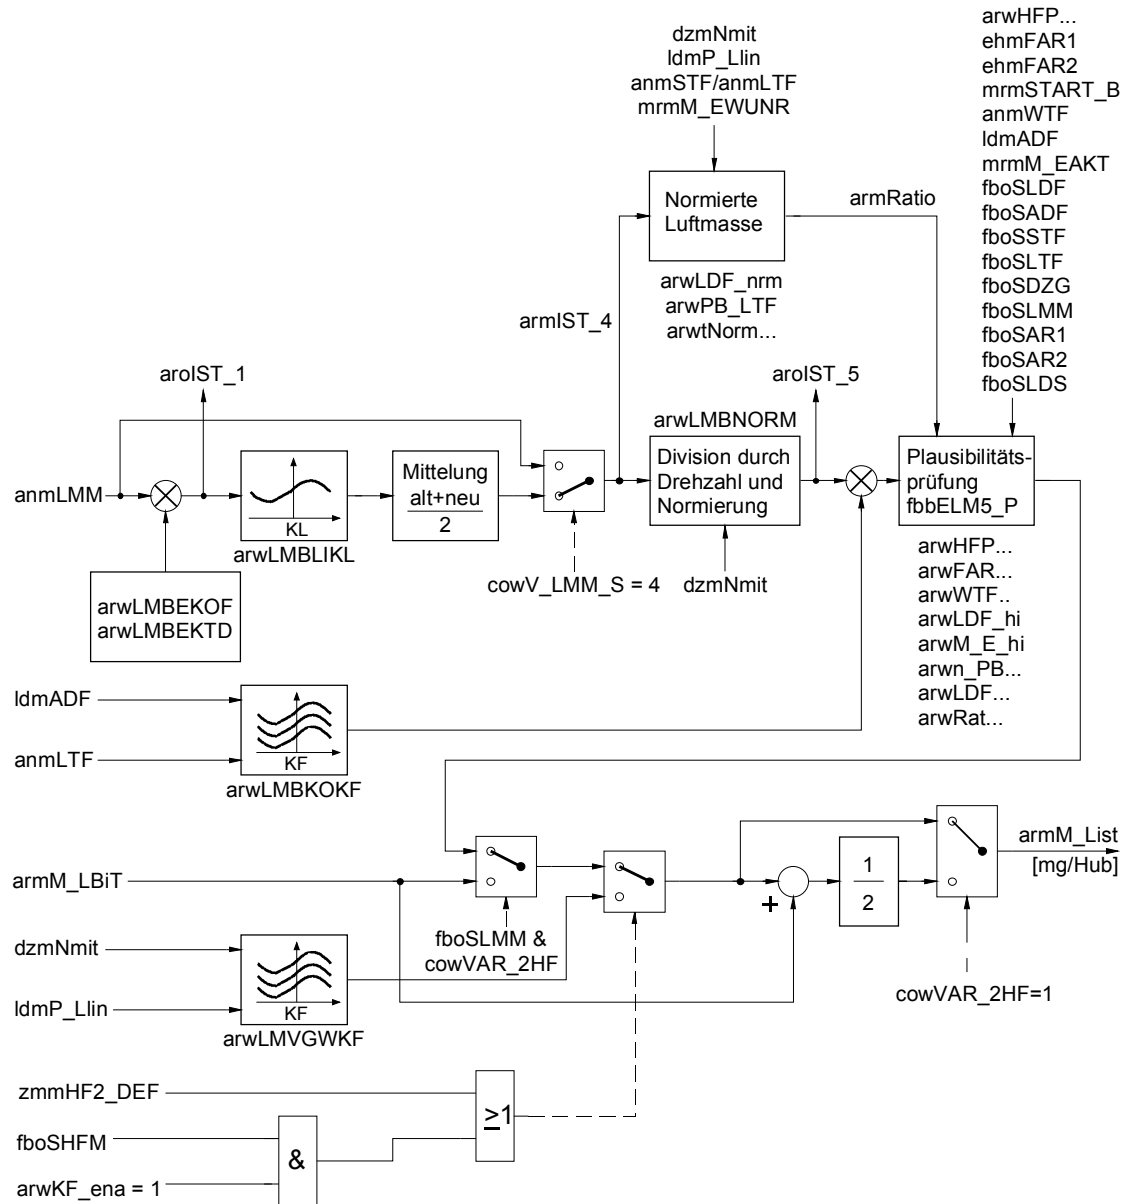 arwHFP...
ehmFAR1
ehmFAR2
mrmSTART_B
anmWTF
ldmADF
mrmM_EAKT
fboSLDF
fboSADF
fboSSTF
fboSLTF
fboSDZG
fboSLMM
fboSAR1
fboSAR2
fboSLDS
dzmNmit
ldmP_Llin
anmSTF/anmLTF
mrmM_EWUNR
Normierte
Luftmasse
armRatio
arwLDF_nrm
arwPB_LTF
arwtNorm...
armIST_4
aroIST_1
aroIST_5
arwLMBNORM
anmLMM
KL
arwLMBLIKL
Mittelung
alt+neu
2
cowV_LMM_S = 4
Division durch
Drehzahl und
Normierung
dzmNmit
Plausibilitäts-
prüfung
fbbELM5_P
arwHFP...
arwFAR...
arwWTF..
arwLDF_hi
arwM_E_hi
arwn_PB...
arwLDF...
arwRat...
arwLMBEKOF
arwLMBEKTD
ldmADF
anmLTF
KF
arwLMBKOKF
armM_LBiT
fboSLMM &
cowVAR_2HF
+
1
2
armM_List
[mg/Hub]
cowVAR_2HF=1
dzmNmit
ldmP_Llin
KF
arwLMVGWKF
zmmHF2_DEF
fboSHFM
arwKF_ena = 1
&
≥1